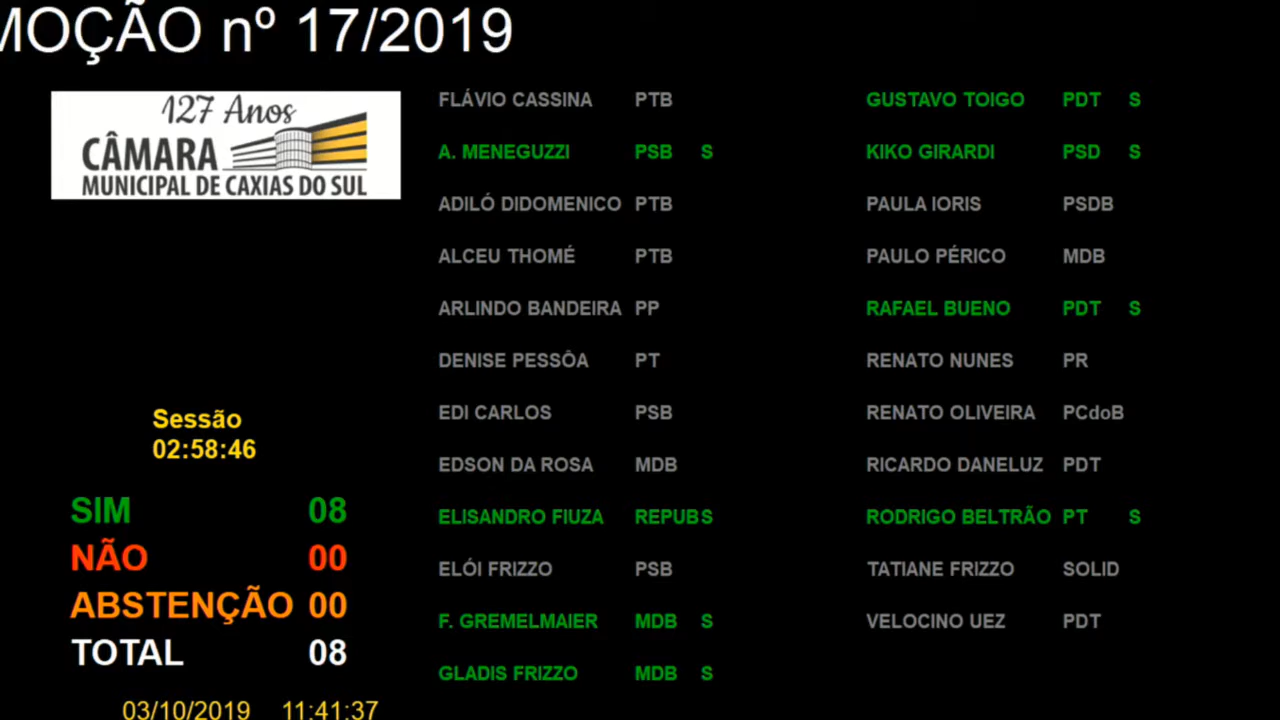 MOÇÃO nº 17/2019
127 Anos
CÂMARA
MUNICIPAL DE CAXIAS DO SUL
Sessão
02:58:46
SIM 08
NÃO 00
ABSTENÇÃO 00
TOTAL 08
03/10/2019 11:41:37
FLÁVIO CASSINA PTB
A. MENEGUZZI PSB S
ADILÓ DIDOMENICO PTB
ALCEU THOMÉ PTB
ARLINDO BANDEIRA PP
DENISE PESSÔA PT
EDI CARLOS PSB
EDSON DA ROSA MDB
ELISANDRO FIUZA REPUB S
ELÓI FRIZZO PSB
F. GREMELMAIER MDB S
GLADIS FRIZZO MDB S
GUSTAVO TOIGO PDT S
KIKO GIRARDI PSD S
PAULA IORIS PSDB
PAULO PÉRICO MDB
RAFAEL BUENO PDT S
RENATO NUNES PR
RENATO OLIVEIRA PCdoB
RICARDO DANELUZ PDT
RODRIGO BELTRÃO PT S
TATIANE FRIZZO SOLID
VELOCINO UEZ PDT